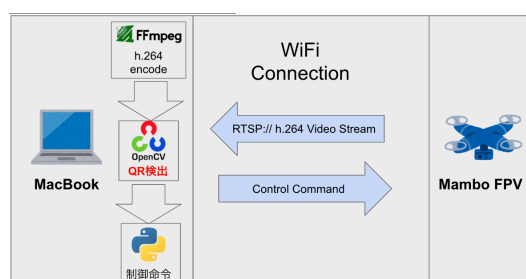 FFmpeg
h.264
encode
WiFi
Connection
RTSP:// h.264 Video Stream
OpenCV
QR検出
MacBook
Control Command
Mambo FPV
制御命令